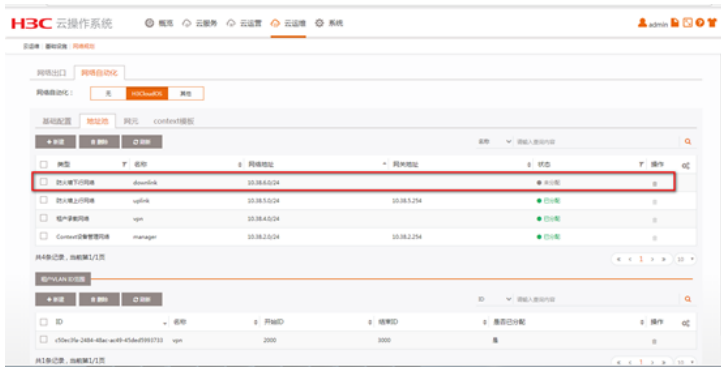 H3C 云操作系统 概览 云服务 云运营 云运维 系统 admin
云运维 基础设施 网络规划
网络出口 网络自动化
网络自动化： 无 H3CloudOS 其他
基础配置 地址池 网元 context模板
+新建 删除 刷新 名称 请输入查询内容
类型 名称 网络地址 网关地址 状态 操作
防火墙下行网络 downlink 10.38.6.0/24 未分配
防火墙上行网络 uplink 10.38.5.0/24 10.38.5.254 已分配
租户承载网络 vpn 10.38.4.0/24 已分配
Context设备管理网络 manager 10.38.2.0/24 10.38.2.254 已分配
共4条记录，当前第1/1页 « < 1 > » 10
租户VLAN ID范围
+新建 删除 刷新 ID 请输入查询内容
ID 名称 开始ID 结束ID 是否已分配 操作
vpn 2000 3000 是
共1条记录，当前第1/1页 « < 1 > » 10